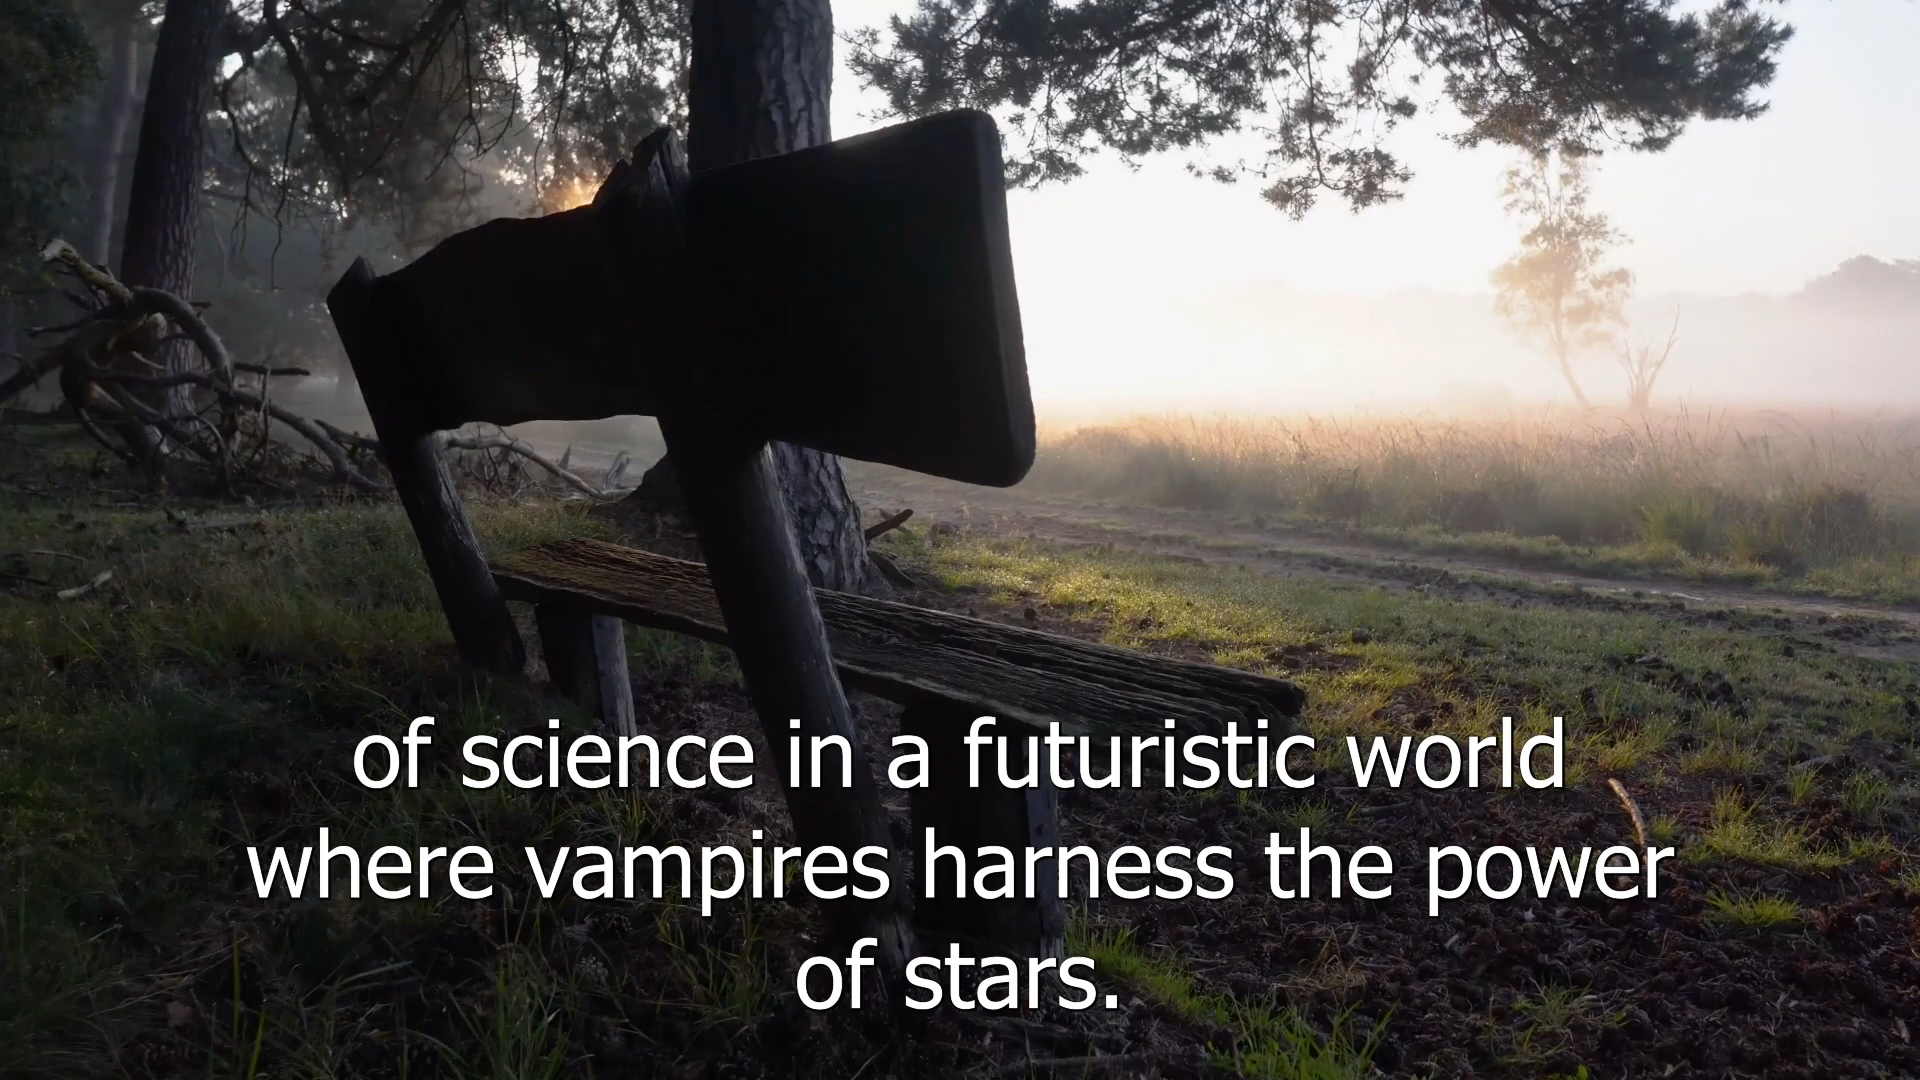 of science in a futuristic world
where vampires harness the power
of stars.